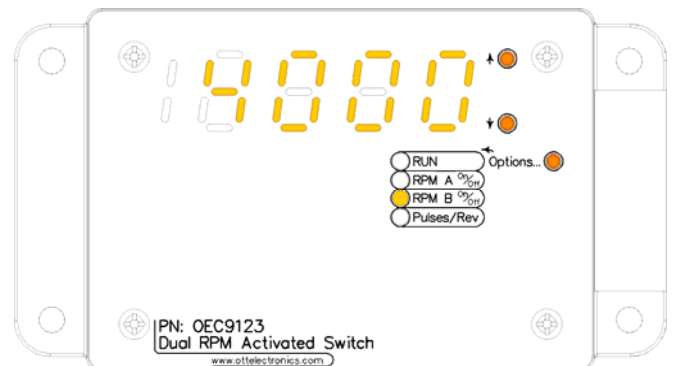 4000
RUN
Options...
RPM A On/Off
RPM B On/Off
Pulses/Rev
PN: OEC9123
Dual RPM Activated Switch
www.ottelectronics.com